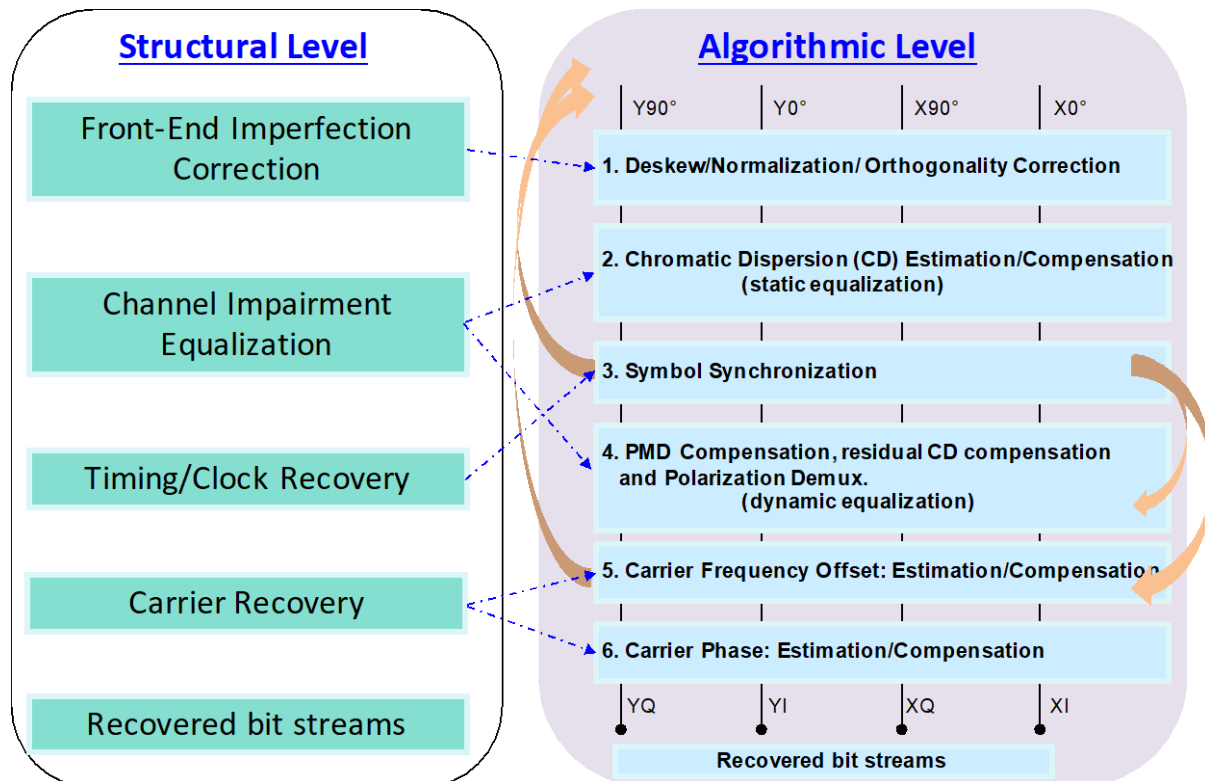 Structural Level
Front-End Imperfection
Correction
Channel Impairment
Equalization
Timing/Clock Recovery
Carrier Recovery
Recovered bit streams
Algorithmic Level
Y90° Y0° X90° X0°
1. Deskew/Normalization/ Orthogonality Correction
2. Chromatic Dispersion (CD) Estimation/Compensation
(static equalization)
3. Symbol Synchronization
4. PMD Compensation, residual CD compensation
and Polarization Demux.
(dynamic equalization)
5. Carrier Frequency Offset: Estimation/Compensation
6. Carrier Phase: Estimation/Compensation
YQ YI XQ XI
Recovered bit streams